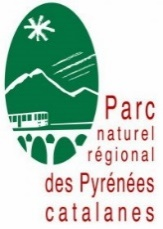 Parc
naturel
régional
des Pyrénées
catalanes